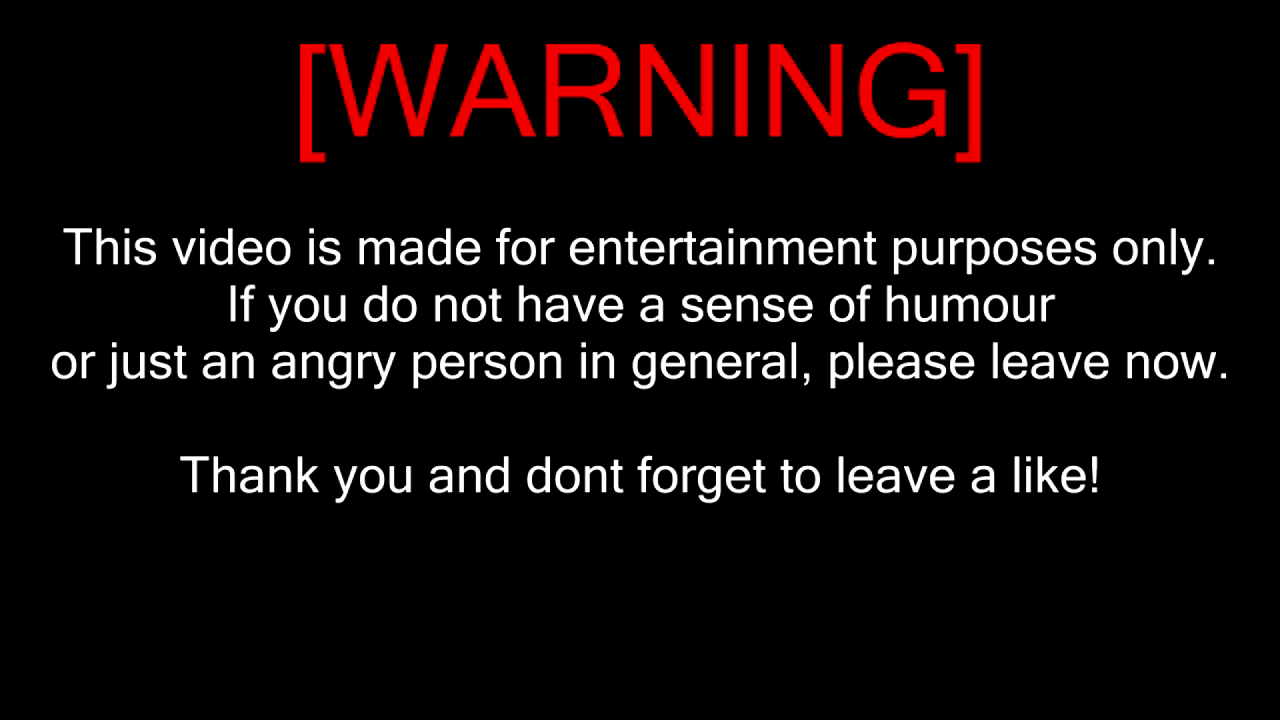 [WARNING]
This video is made for entertainment purposes only.
If you do not have a sense of humour
or just an angry person in general, please leave now.
Thank you and dont forget to leave a like!